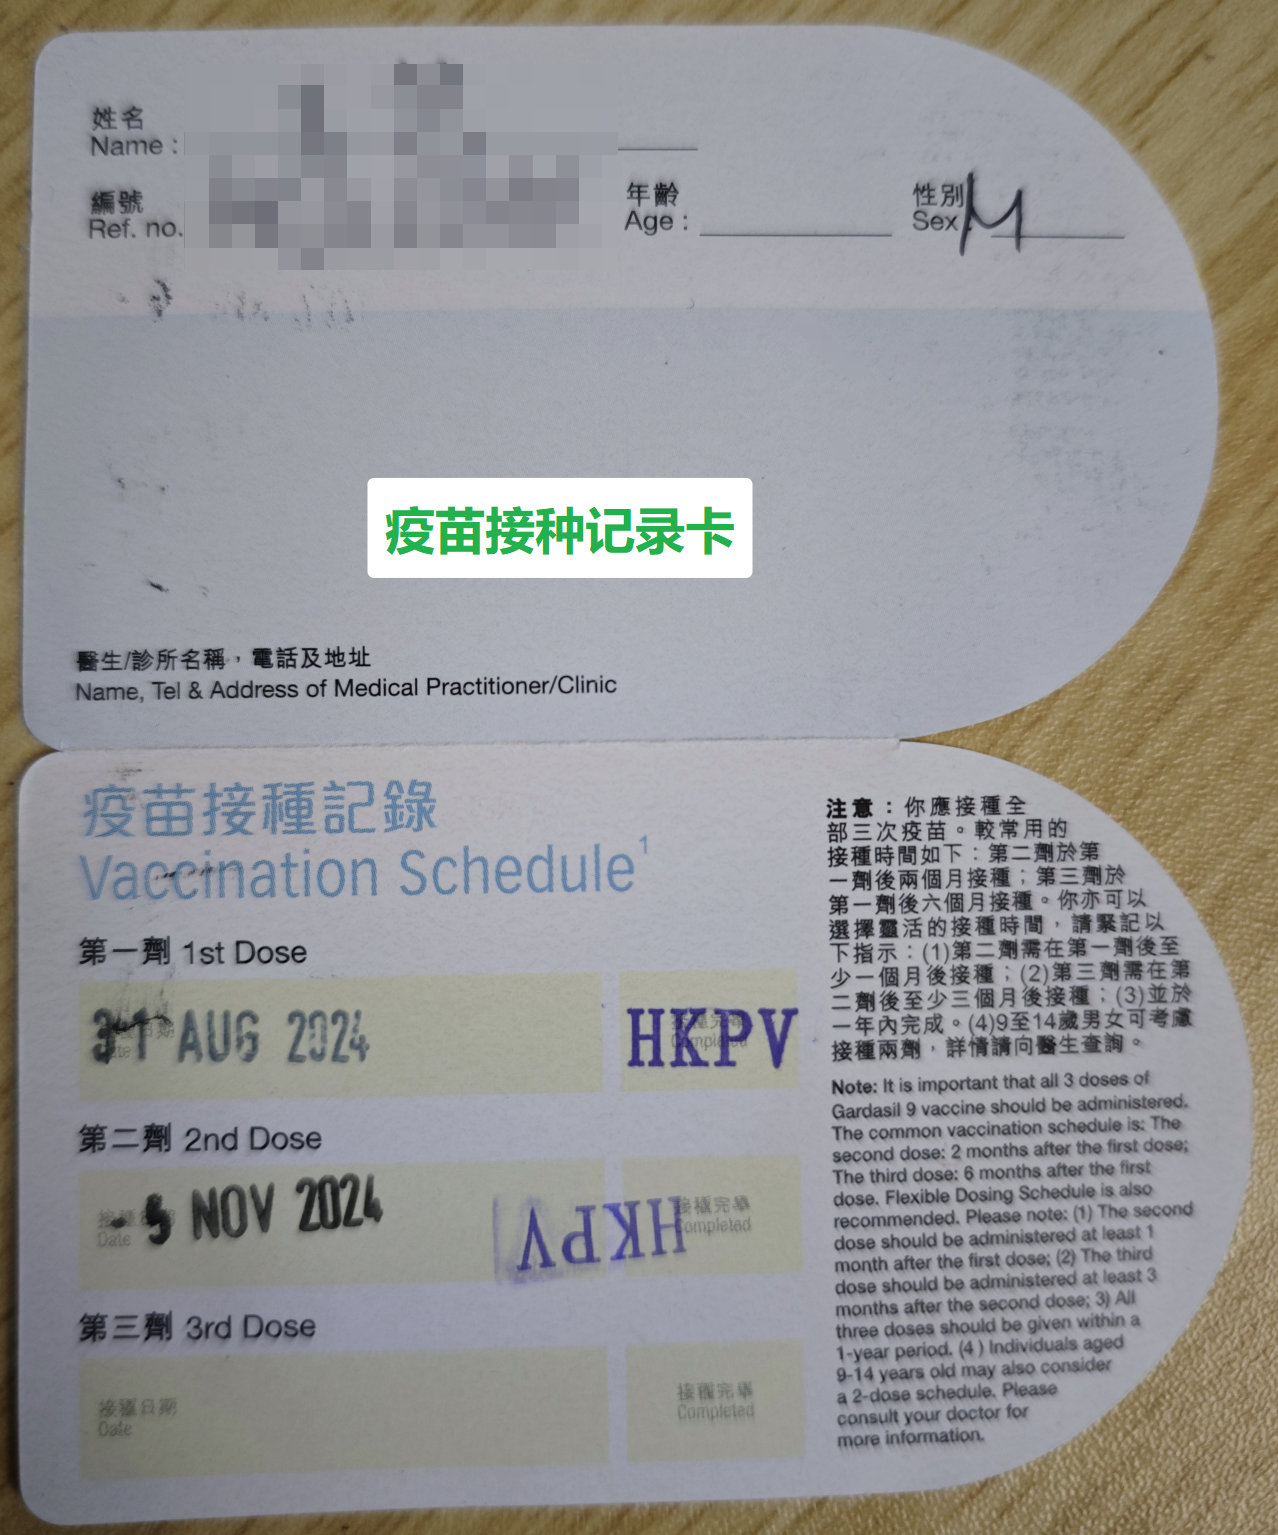 姓名
Name :
編號
Ref. no.
年齡
Age :
性別
Sex : M
疫苗接种记录卡
醫生/診所名稱，電話及地址
Name, Tel & Address of Medical Practitioner/Clinic
疫苗接種記錄
Vaccination Schedule¹
第一劑 1st Dose
接種日期
Date
31 AUG 2024
接種完畢
Completed
HKPV
第二劑 2nd Dose
接種日期
Date
- 5 NOV 2024
接種完畢
Completed
HKPV
第三劑 3rd Dose
接種日期
Date
接種完畢
Completed
注意：你應接種全
部三次疫苗。較常用的
接種時間如下：第二劑於第
一劑後兩個月接種；第三劑於
第一劑後六個月接種。你亦可以
選擇靈活的接種時間，請緊記以
下指示：(1)第二劑需在第一劑後至
少一個月後接種；(2)第三劑需在第
二劑後至少三個月後接種；(3)並於
一年內完成。(4)9至14歲男女可考慮
接種兩劑，詳情請向醫生查詢。
Note: It is important that all 3 doses of
Gardasil 9 vaccine should be administered.
The common vaccination schedule is: The
second dose: 2 months after the first dose;
The third dose: 6 months after the first
dose. Flexible Dosing Schedule is also
recommended. Please note: (1) The second
dose should be administered at least 1
month after the first dose; (2) The third
dose should be administered at least 3
months after the second dose; 3) All
three doses should be given within a
1-year period. (4 ) Individuals aged
9-14 years old may also consider
a 2-dose schedule. Please
consult your doctor for
more information.